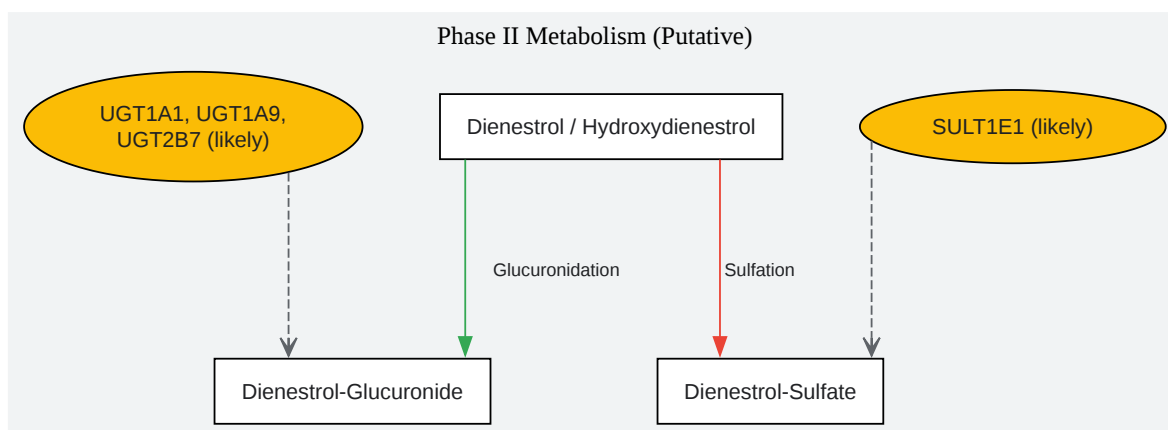 Phase II Metabolism (Putative)
UGT1A1, UGT1A9,
UGT2B7 (likely)
Dienestrol / Hydroxydienestrol
SULT1E1 (likely)
Glucuronidation
Sulfation
Dienestrol-Glucuronide
Dienestrol-Sulfate